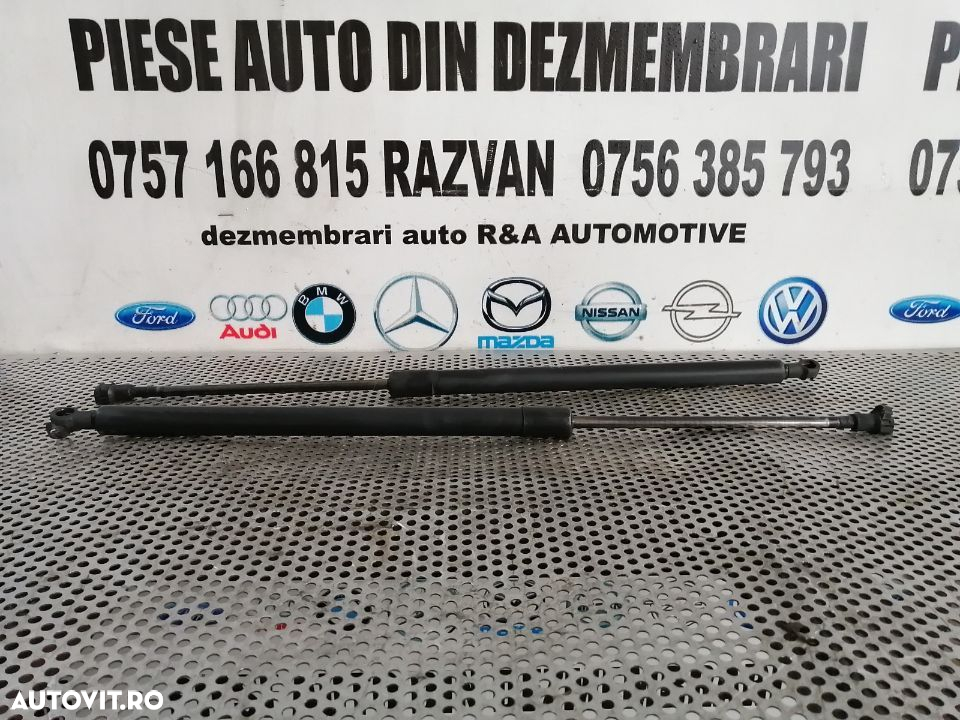 PIESE AUTO DIN DEZMEMBRARI P
0757 166 815 RAZVAN 0756 385 793 075
dezmembrari auto R&A AUTOMOTIVE
Ford Audi BMW mazda NISSAN Ford
AUTOVIT.RO